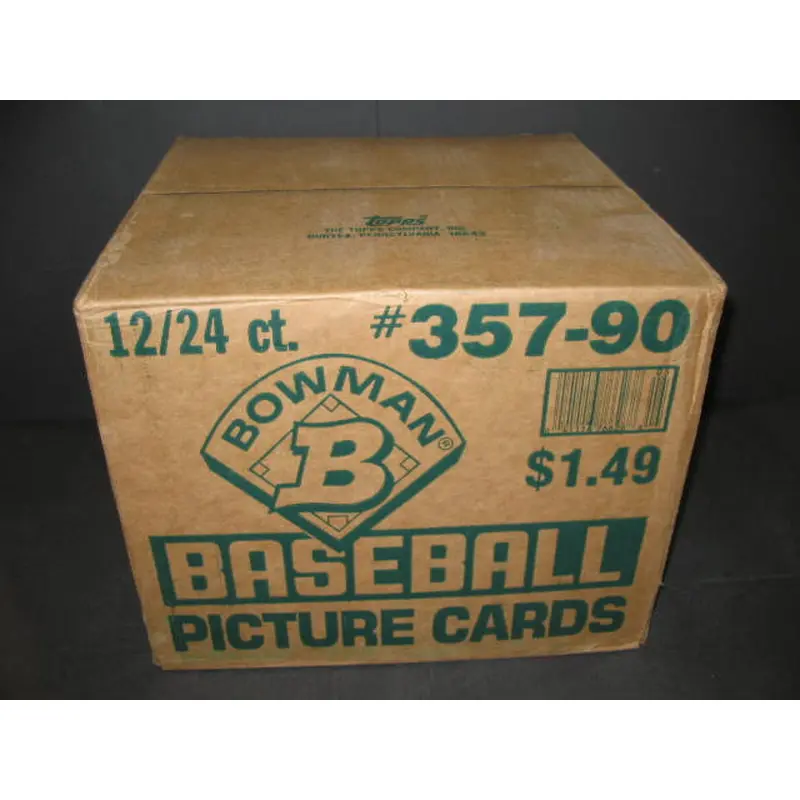 topps
THE TOPPS COMPANY, INC.
DURYEA, PENNSYLVANIA 18642
12/24 ct.
#357-90
BOWMAN®
B
$1.49
BASEBALL
PICTURE CARDS